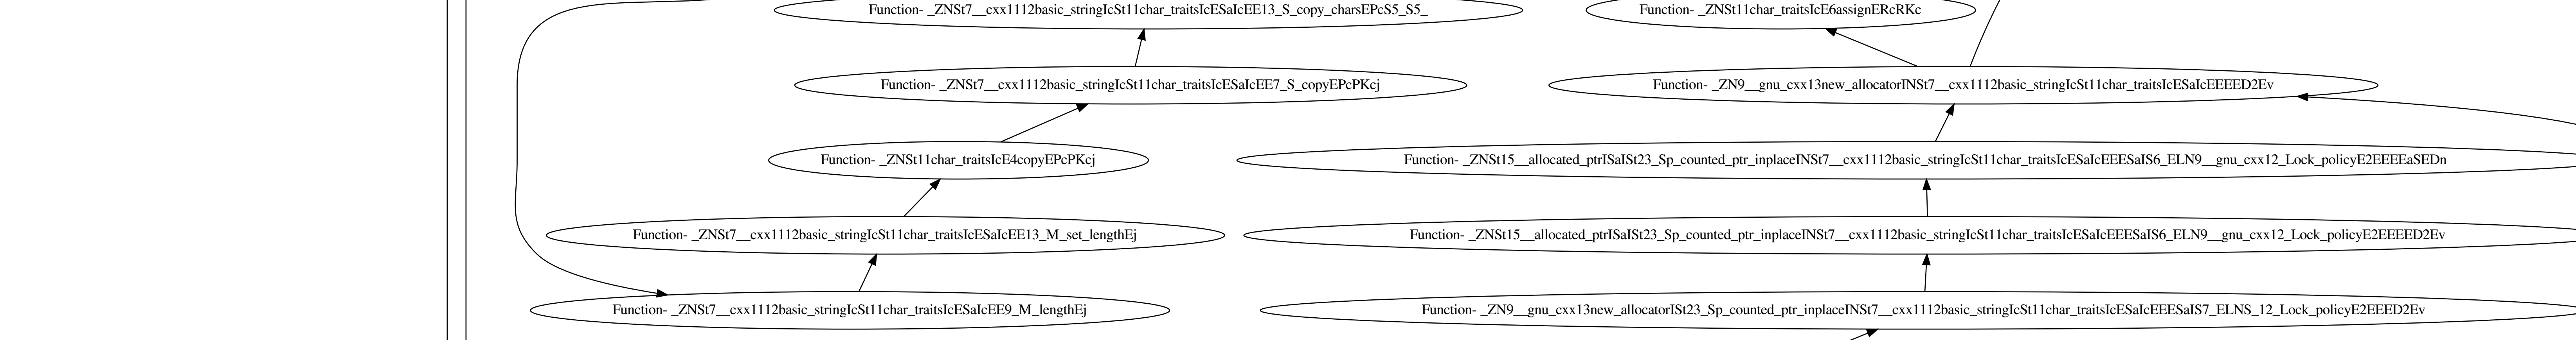 Function- _ZNSt7__cxx1112basic_stringIcSt11char_traitsIcESaIcEE13_S_copy_charsEPcS5_S5_
Function- _ZNSt11char_traitsIcE6assignERcRKc
Function- _ZNSt7__cxx1112basic_stringIcSt11char_traitsIcESaIcEE7_S_copyEPcPKcj
Function- _ZN9__gnu_cxx13new_allocatorINSt7__cxx1112basic_stringIcSt11char_traitsIcESaIcEEEED2Ev
Function- _ZNSt11char_traitsIcE4copyEPcPKcj
Function- _ZNSt15__allocated_ptrISaISt23_Sp_counted_ptr_inplaceINSt7__cxx1112basic_stringIcSt11char_traitsIcESaIcEEESaIS6_ELN9__gnu_cxx12_Lock_policyE2EEEEaSEDn
Function- _ZNSt7__cxx1112basic_stringIcSt11char_traitsIcESaIcEE13_M_set_lengthEj
Function- _ZNSt15__allocated_ptrISaISt23_Sp_counted_ptr_inplaceINSt7__cxx1112basic_stringIcSt11char_traitsIcESaIcEEESaIS6_ELN9__gnu_cxx12_Lock_policyE2EEEED2Ev
Function- _ZNSt7__cxx1112basic_stringIcSt11char_traitsIcESaIcEE9_M_lengthEj
Function- _ZN9__gnu_cxx13new_allocatorISt23_Sp_counted_ptr_inplaceINSt7__cxx1112basic_stringIcSt11char_traitsIcESaIcEEESaIS7_ELNS_12_Lock_policyE2EEED2Ev